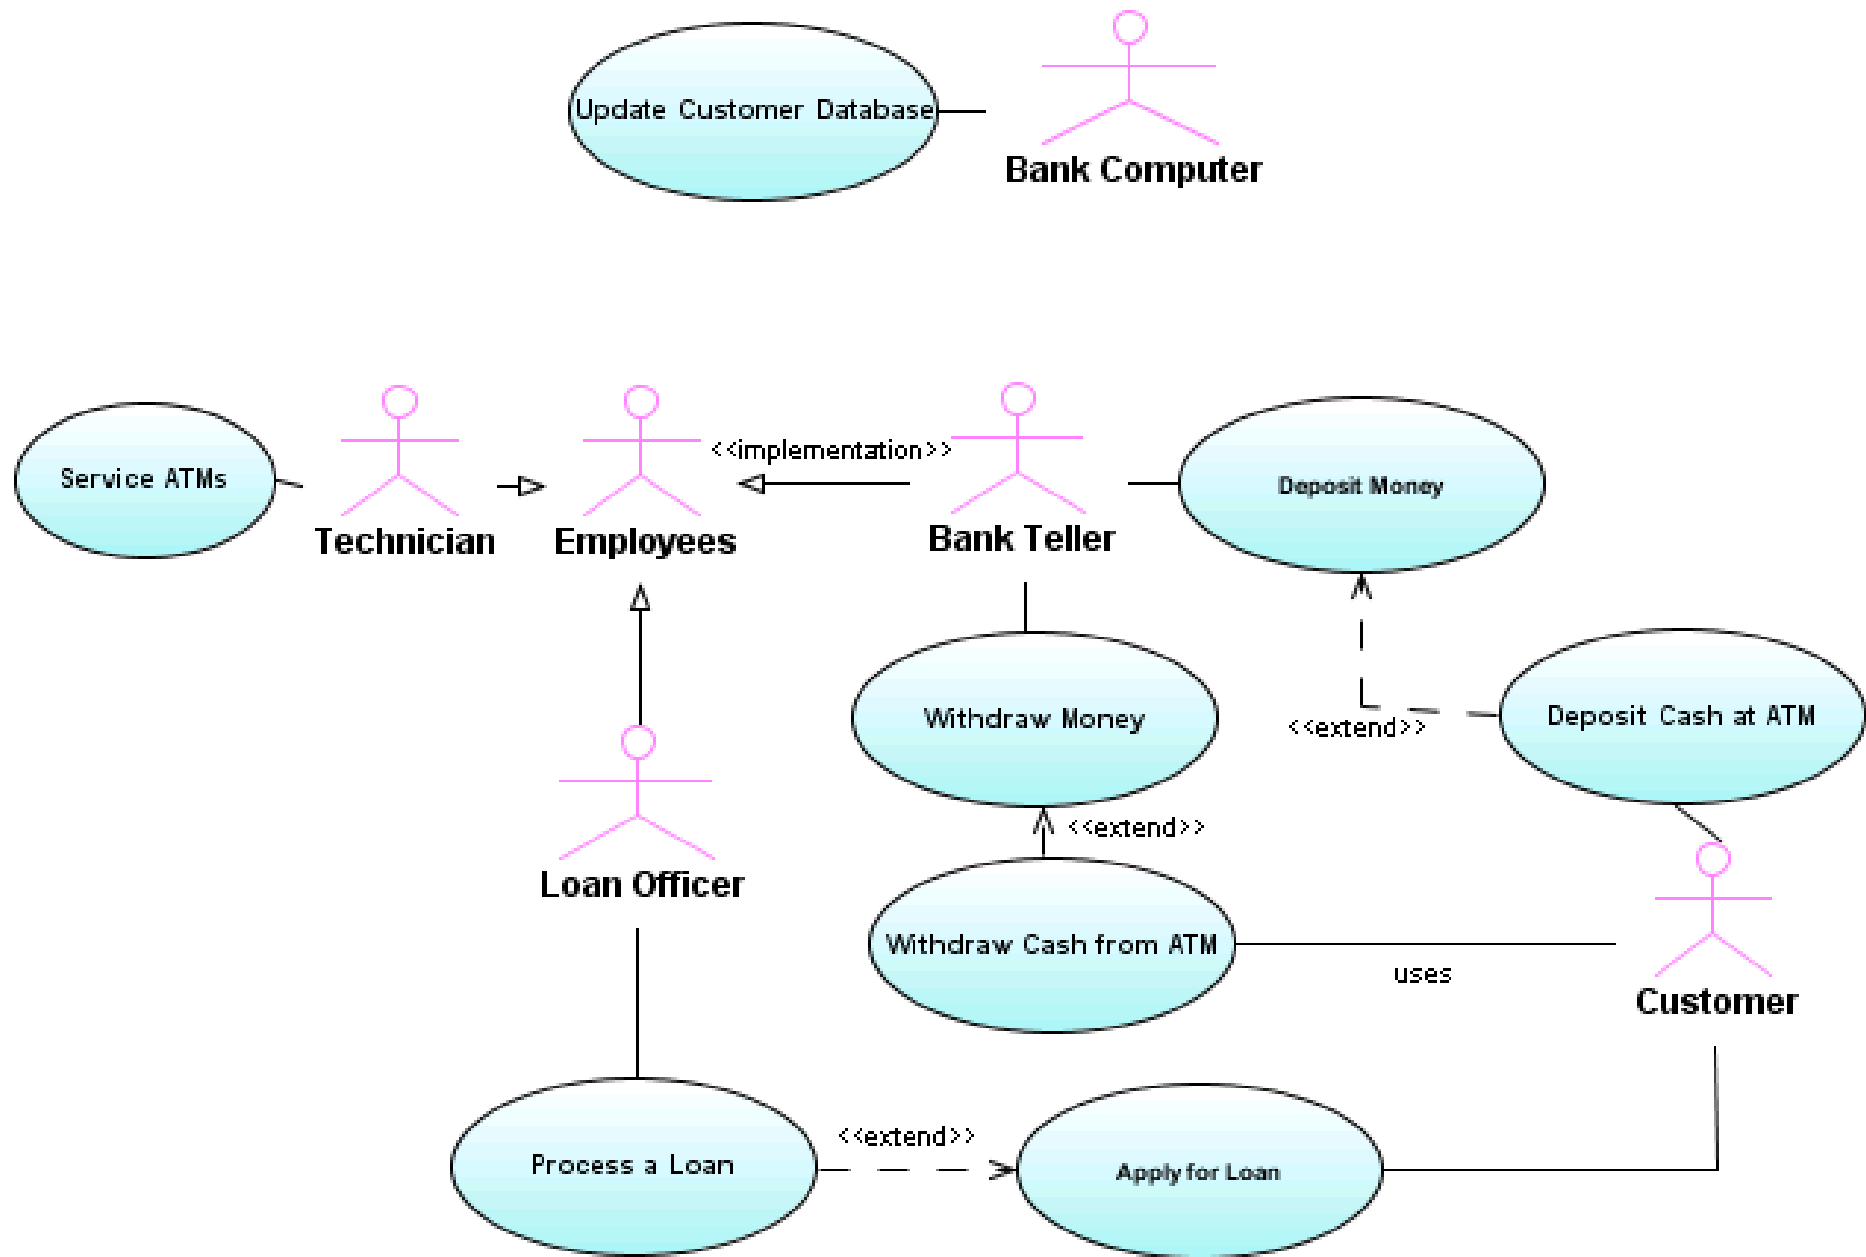 Update Customer Database
Bank Computer
<<implementation>>
Service ATMs
Deposit Money
Technician
Employees
Bank Teller
Withdraw Money
Deposit Cash at ATM
<<extend>>
<<extend>>
Loan Officer
Withdraw Cash from ATM
uses
Customer
<<extend>>
Process a Loan
Apply for Loan